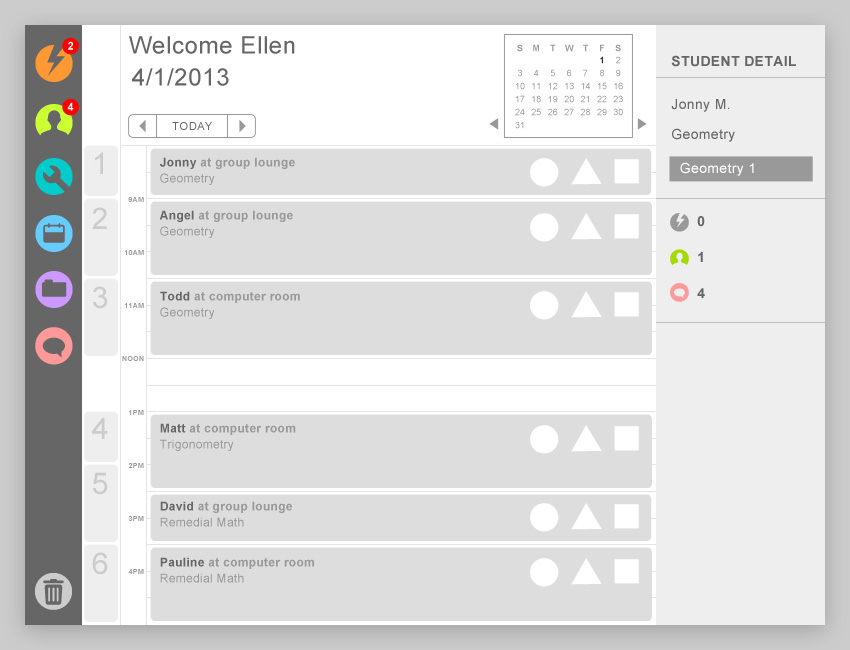 2
4
Welcome Ellen
4/1/2013
TODAY
S M T W T F S
1 2
3 4 5 6 7 8 9
10 11 12 13 14 15 16
17 18 19 20 21 22 23
24 25 26 27 28 29 30
31
1
Jonny at group lounge
Geometry
9AM
2
Angel at group lounge
Geometry
10AM
3
Todd at computer room
Geometry
11AM
NOON
1PM
4
Matt at computer room
Trigonometry
2PM
5
David at group lounge
Remedial Math
3PM
6
Pauline at computer room
Remedial Math
4PM
STUDENT DETAIL
Jonny M.
Geometry
Geometry 1
0
1
4